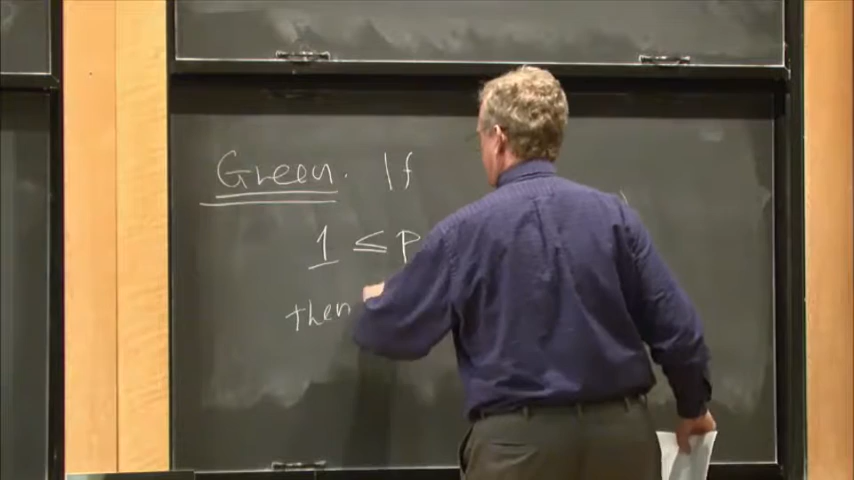 Green. If
1 ≤ p
then